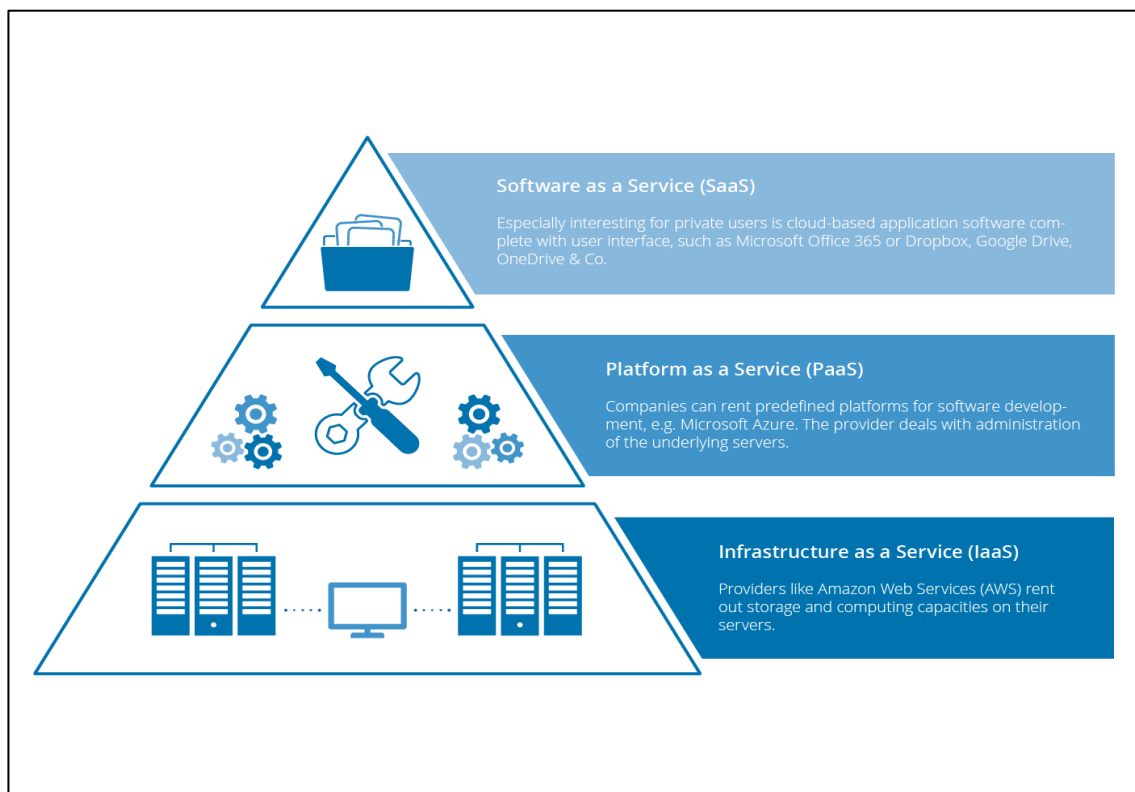 Software as a Service (SaaS)
Especially interesting for private users is cloud-based application software com-
plete with user interface, such as Microsoft Office 365 or Dropbox, Google Drive,
OneDrive & Co.
Platform as a Service (PaaS)
Companies can rent predefined platforms for software develop-
ment, e.g. Microsoft Azure. The provider deals with administration
of the underlying servers.
Infrastructure as a Service (IaaS)
Providers like Amazon Web Services (AWS) rent
out storage and computing capacities on their
servers.